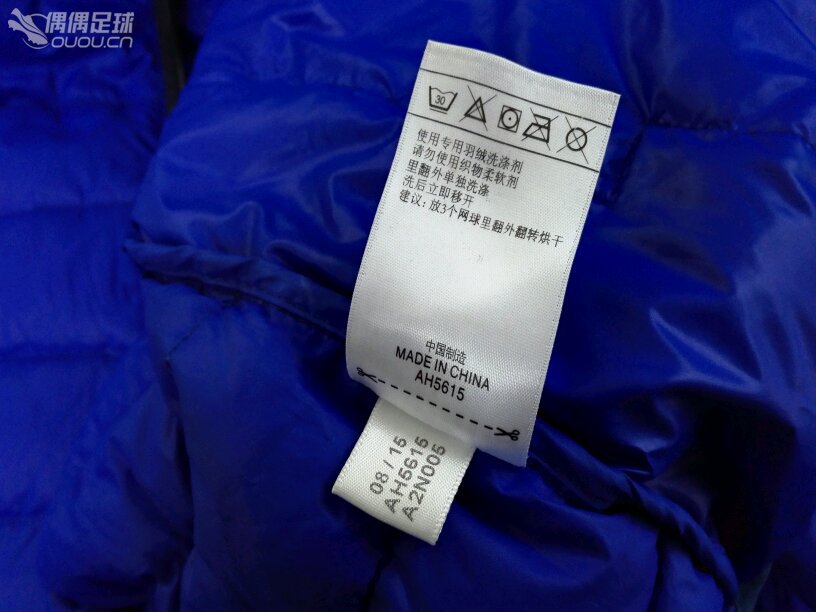 偶偶足球
OUOU.CN
30
使用专用羽绒洗涤剂
请勿使用织物柔软剂
里翻外单独洗涤
洗后立即移开
建议：放3个网球里翻外翻转烘干
中国制造
MADE IN CHINA
AH5615
08 / 15
AH5615
A2N005